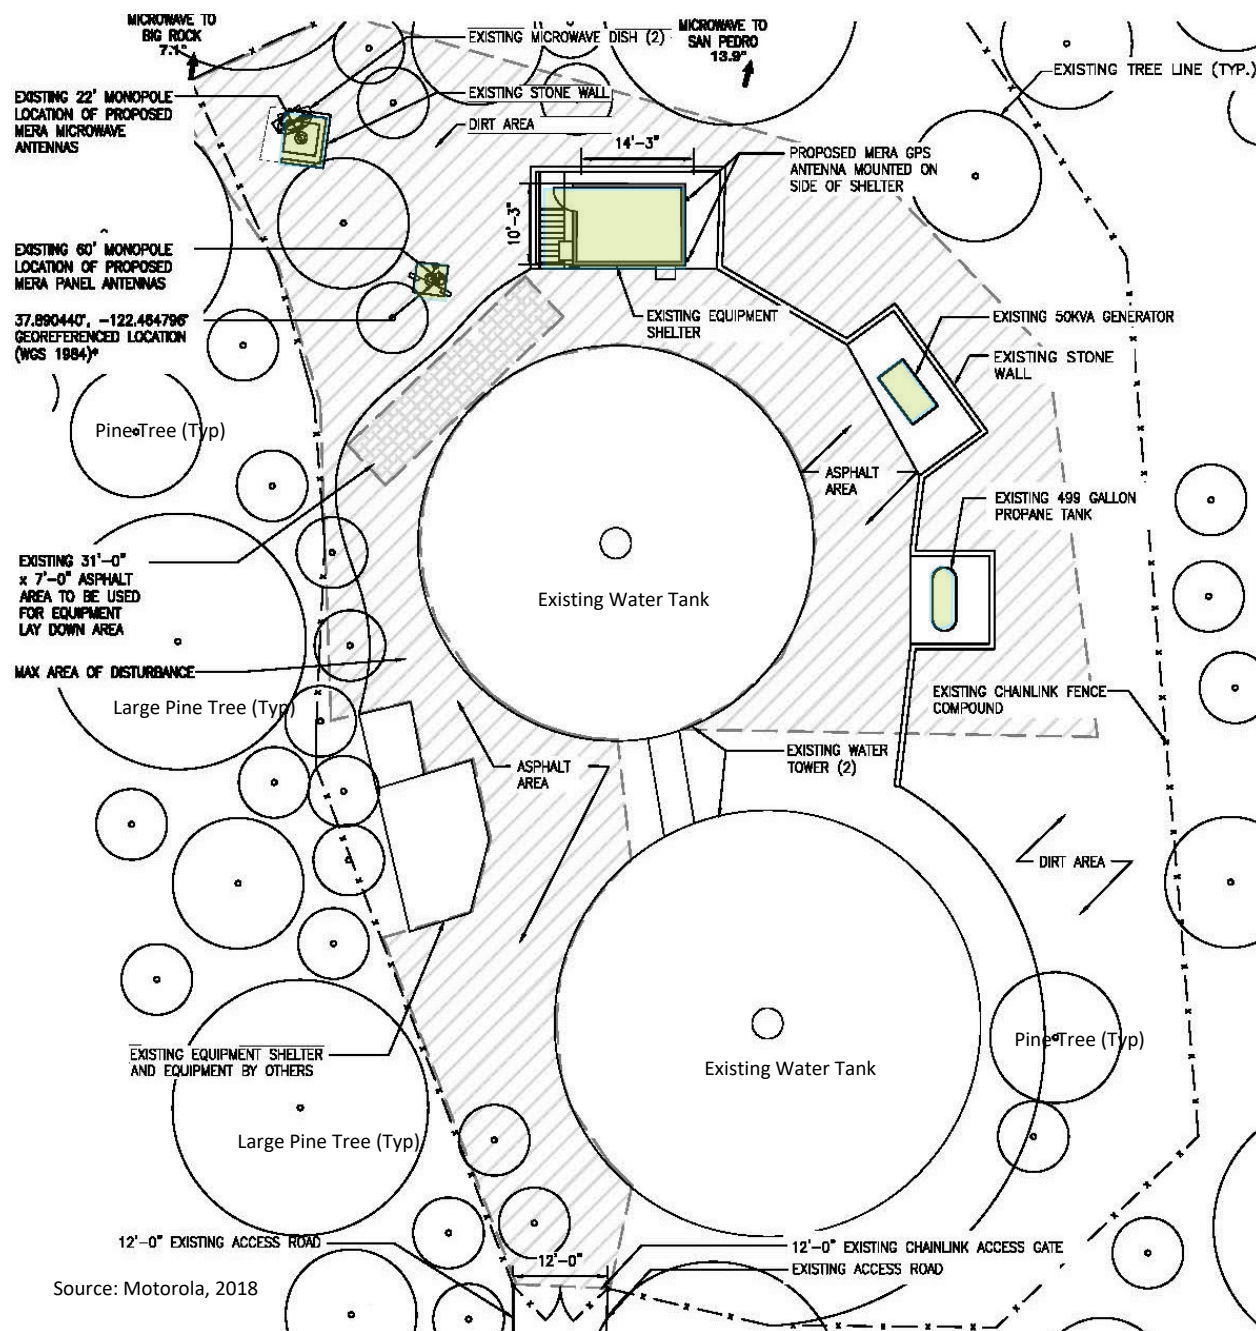 MICROWAVE TO
BIG ROCK
7.1°
EXISTING MICROWAVE DISH (2)
MICROWAVE TO
SAN PEDRO
13.9°
EXISTING TREE LINE (TYP.)
EXISTING 22' MONOPOLE
LOCATION OF PROPOSED
MERA MICROWAVE
ANTENNAS
EXISTING STONE WALL
DIRT AREA
14'-3"
PROPOSED MERA GPS
ANTENNA MOUNTED ON
SIDE OF SHELTER
10'-3"
EXISTING 60' MONOPOLE
LOCATION OF PROPOSED
MERA PANEL ANTENNAS
37.890440°, -122.464796°
GEOREFERENCED LOCATION
(WGS 1984)*
EXISTING EQUIPMENT
SHELTER
EXISTING 50KVA GENERATOR
EXISTING STONE
WALL
Pine Tree (Typ)
ASPHALT
AREA
EXISTING 499 GALLON
PROPANE TANK
EXISTING 31'-0"
x 7'-0" ASPHALT
AREA TO BE USED
FOR EQUIPMENT
LAY DOWN AREA
Existing Water Tank
MAX AREA OF DISTURBANCE
Large Pine Tree (Typ)
EXISTING CHAINLINK FENCE
COMPOUND
EXISTING WATER
TOWER (2)
ASPHALT
AREA
DIRT AREA
EXISTING EQUIPMENT SHELTER
AND EQUIPMENT BY OTHERS
Pine Tree (Typ)
Existing Water Tank
Large Pine Tree (Typ)
12'-0" EXISTING ACCESS ROAD
12'-0"
12'-0" EXISTING CHAINLINK ACCESS GATE
EXISTING ACCESS ROAD
Source: Motorola, 2018